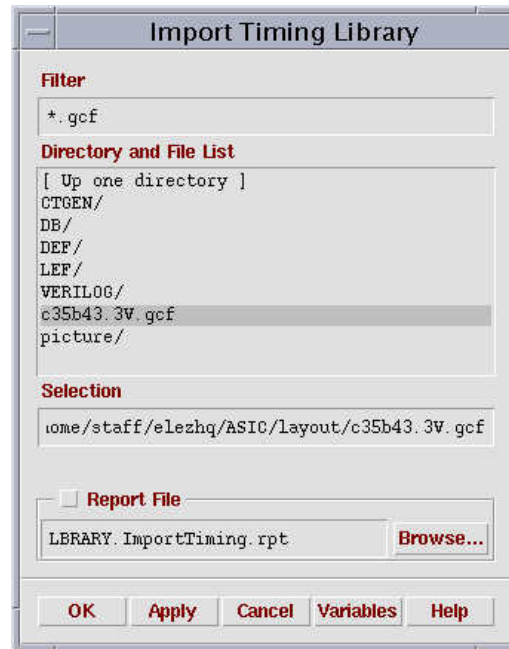 Import Timing Library
Filter
*.gcf
Directory and File List
[ Up one directory ]
CTGEN/
DB/
DEF/
LEF/
VERILOG/
c35b43.3V.gcf
picture/
Selection
ome/staff/elezhq/ASIC/layout/c35b43.3V.gcf
Report File
LBRARY.ImportTiming.rpt Browse...
OK Apply Cancel Variables Help